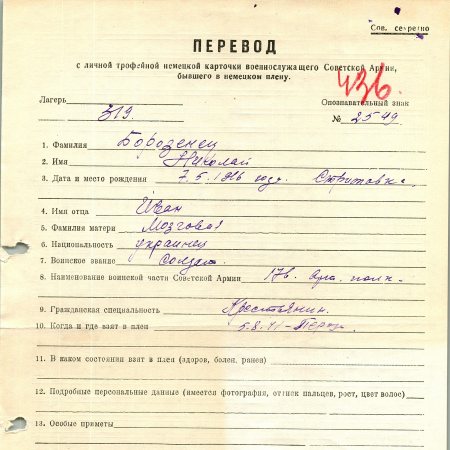 Сов. секретно
ПЕРЕВОД
с личной трофейной немецкой карточки военнослужащего Советской Армии,
бывшего в немецком плену.
436
Лагерь 319.
Опознавательный знак
№ 2549
1. Фамилия Борозенец
2. Имя Николай
3. Дата и место рождения 7.5.1916 года.
4. Имя отца Иван
5. Фамилия матери Мозговая
6. Национальность украинец
7. Воинское звание Солдат
8. Наименование воинской части Советской Армии полк.
9. Гражданская специальность Крестьянин.
10. Когда и где взят в плен 5.8.41 –
11. В каком состоянии взят в плен (здоров, болен, ранен)
12. Подробные персональные данные (имеется фотография, оттиск пальцев, рост, цвет волос)
13. Особые приметы